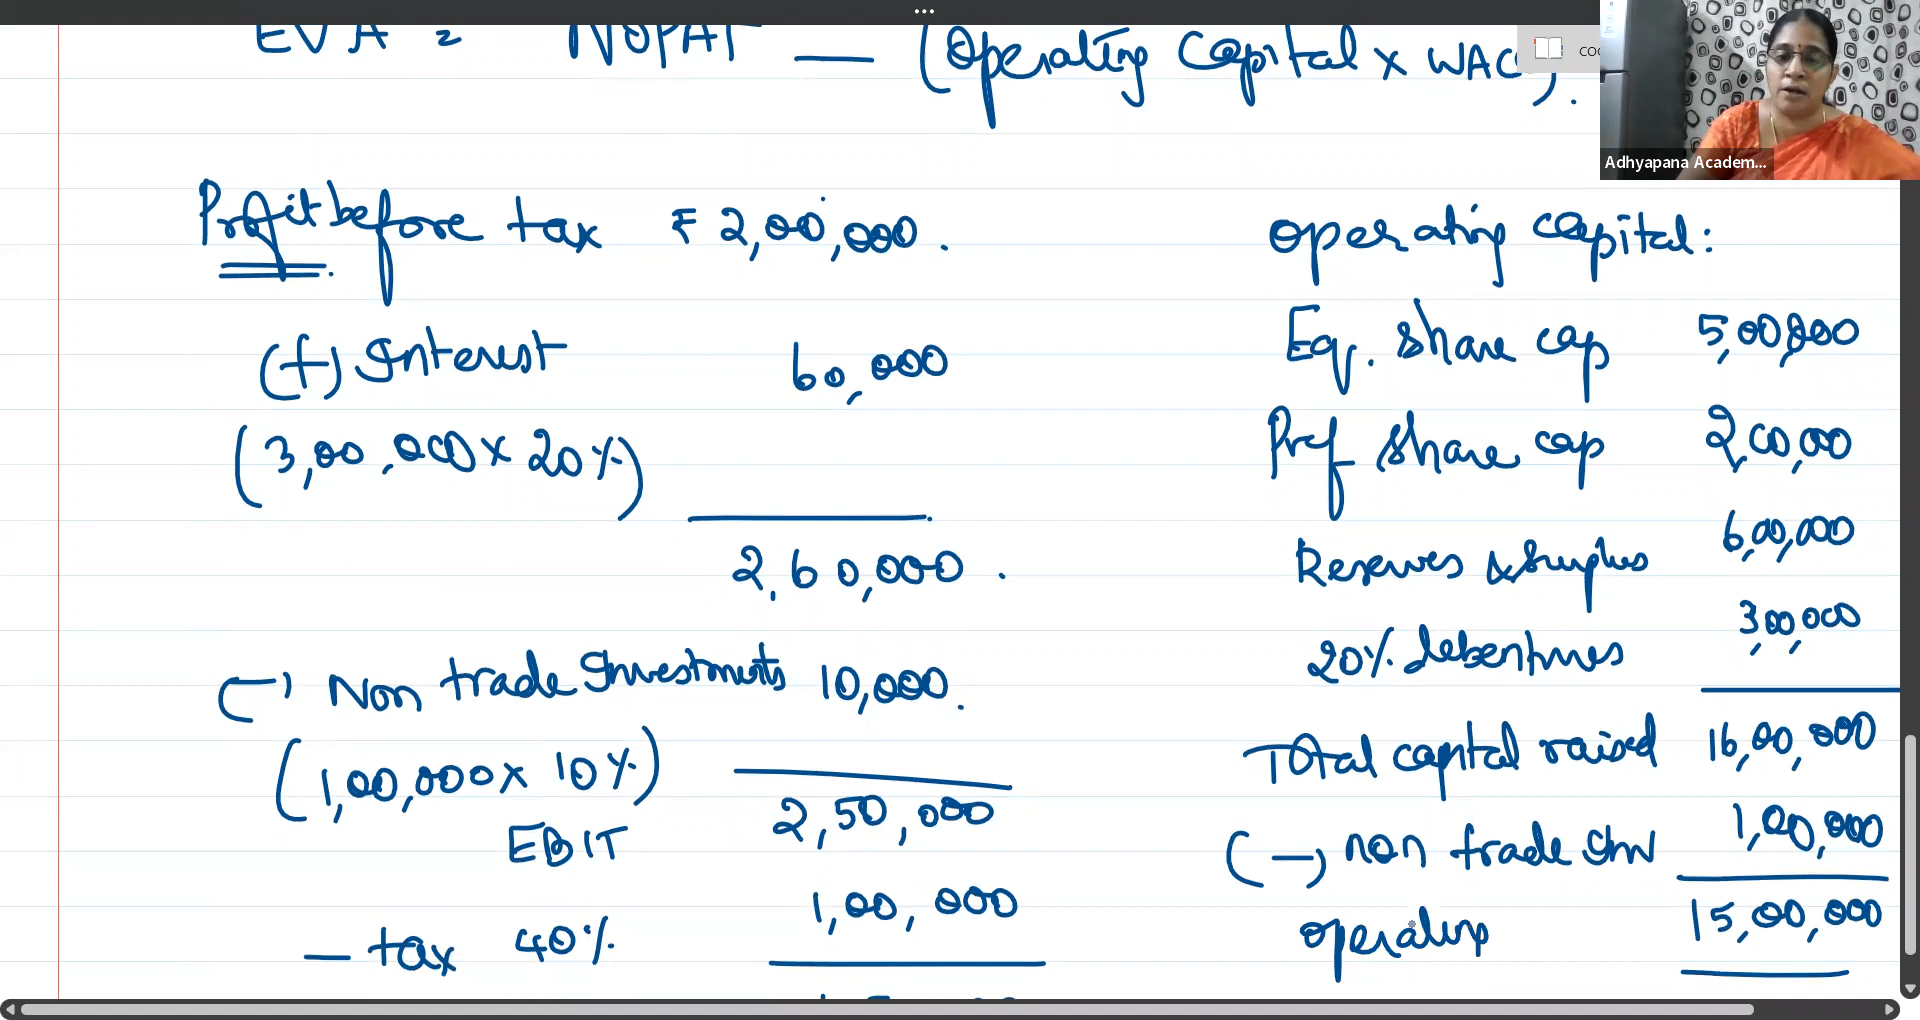 ...
EVA = NOPAT — (Operating Capital x WACC).
COC
Adhyapana Academ...
Profit before tax ₹ 2,00,000.
(+) Interest 60,000
(3,00,000 x 20%)
2,60,000.
(-) Non trade Investments 10,000.
(1,00,000 x 10%)
2,50,000
EBIT
1,00,000
— tax 40%
operating capital:
Eq. share cap 5,00,000
Pref share cap 2,00,000
Reserves & surplus 6,00,000
20% debentures 3,00,000
Total capital raised 16,00,000
(-) non trade Inv 1,00,000
operating 15,00,000